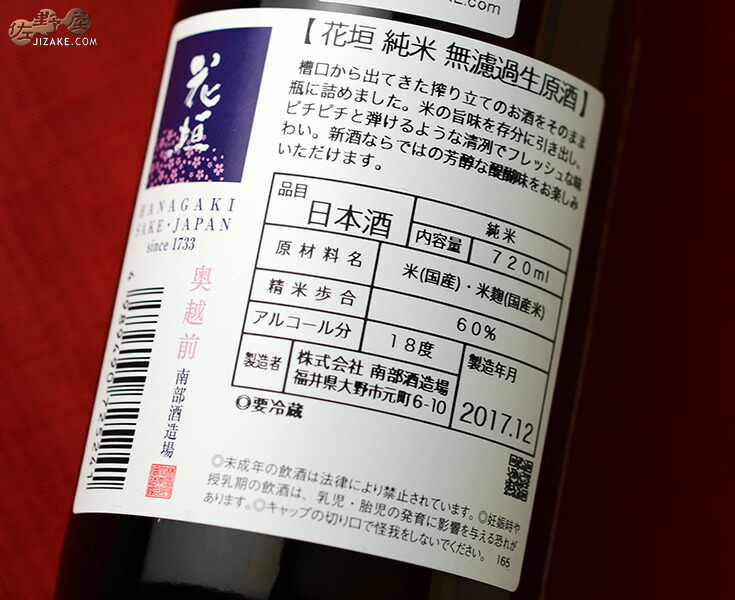 佐野屋
JIZAKE.COM
SAKE-JAPAN.COM
花垣
HANAGAKI
SAKE・JAPAN
since 1733
奥越前
南部酒造場
【花垣 純米 無濾過生原酒】
槽口から出てきた搾り立てのお酒をそのまま
瓶に詰めました。米の旨味を存分に引き出し、
ピチピチと弾けるような清冽でフレッシュな味
わい。新酒ならではの芳醇な醍醐味をお楽しみ
いただけます。
品目
日本酒
純米
内容量
720ml
原材料名
米(国産)・米麹(国産米)
精米歩合
60%
アルコール分
18度
製造年月
2017.12
製造者
株式会社 南部酒造場
福井県大野市元町6-10
◎要冷蔵
◎未成年の飲酒は法律により禁止されています。◎妊娠時や
授乳期の飲酒は、乳児・胎児の発育に影響を与える恐れが
あります。◎キャップの切り口で怪我をしないでください。 165